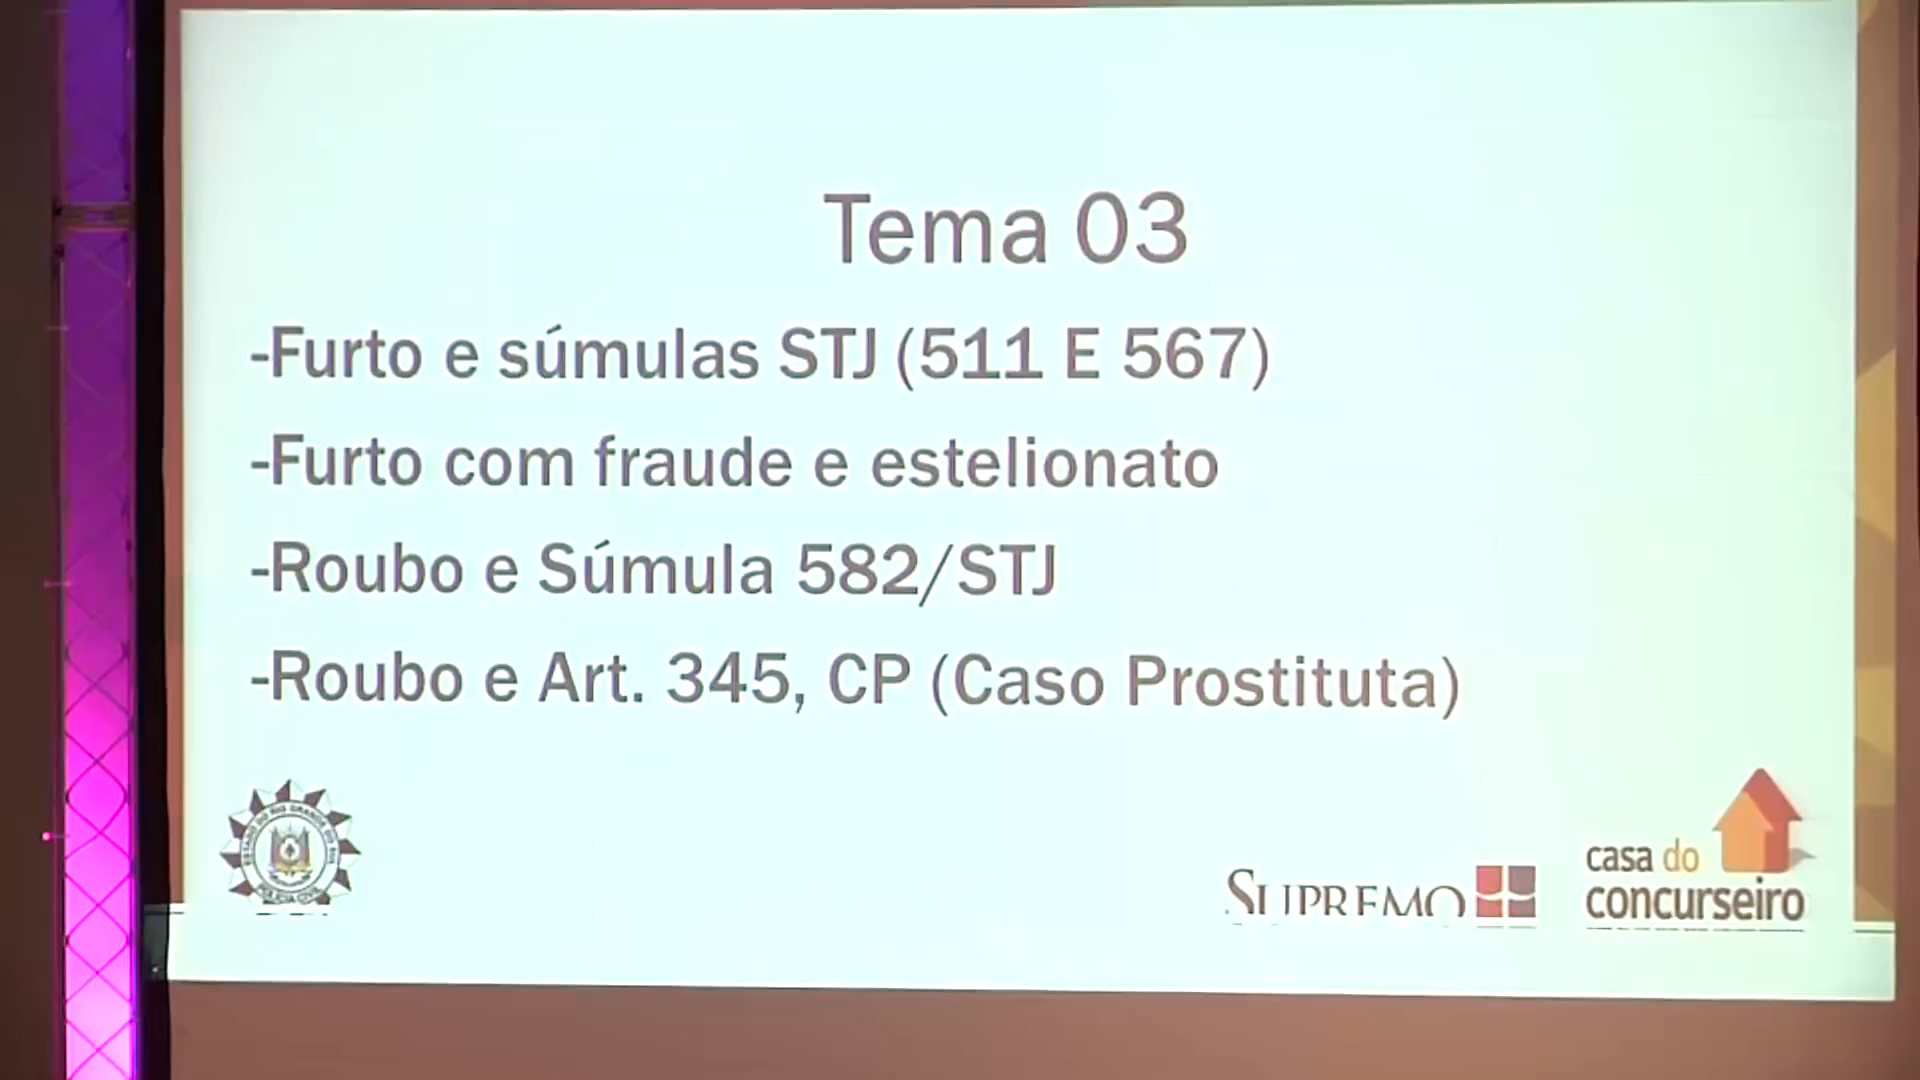 Tema 03
-Furto e súmulas STJ (511 E 567)
-Furto com fraude e estelionato
-Roubo e Súmula 582/STJ
-Roubo e Art. 345, CP (Caso Prostituta)
SUPREMO
casa do
concurseiro